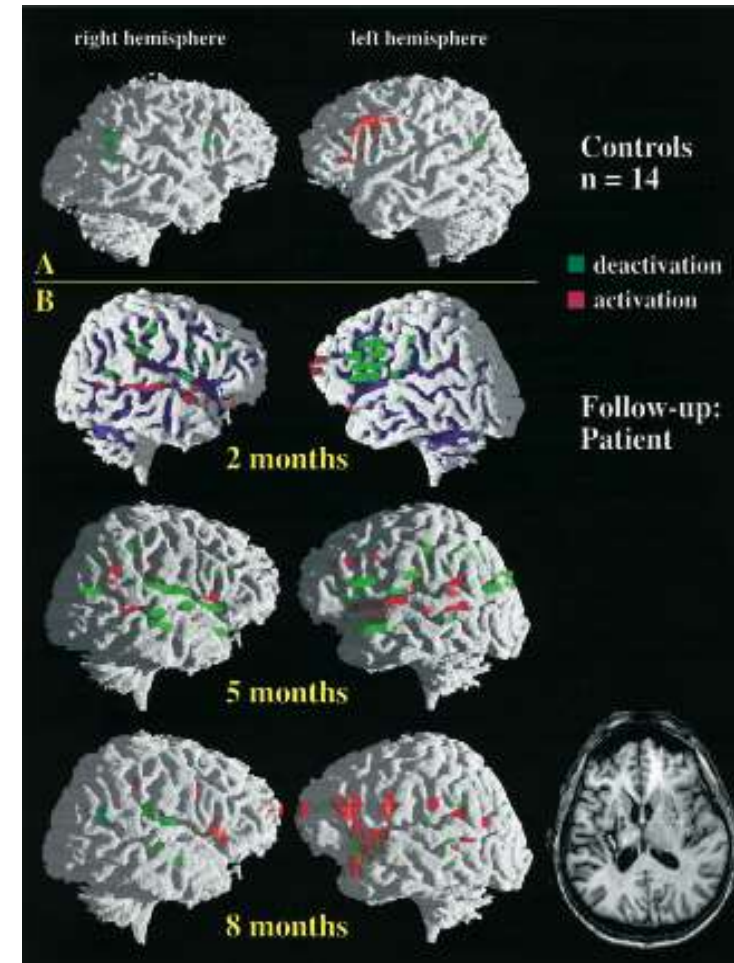 right hemisphere
left hemisphere
Controls
n = 14
A
deactivation
activation
B
Follow-up:
Patient
2 months
5 months
8 months